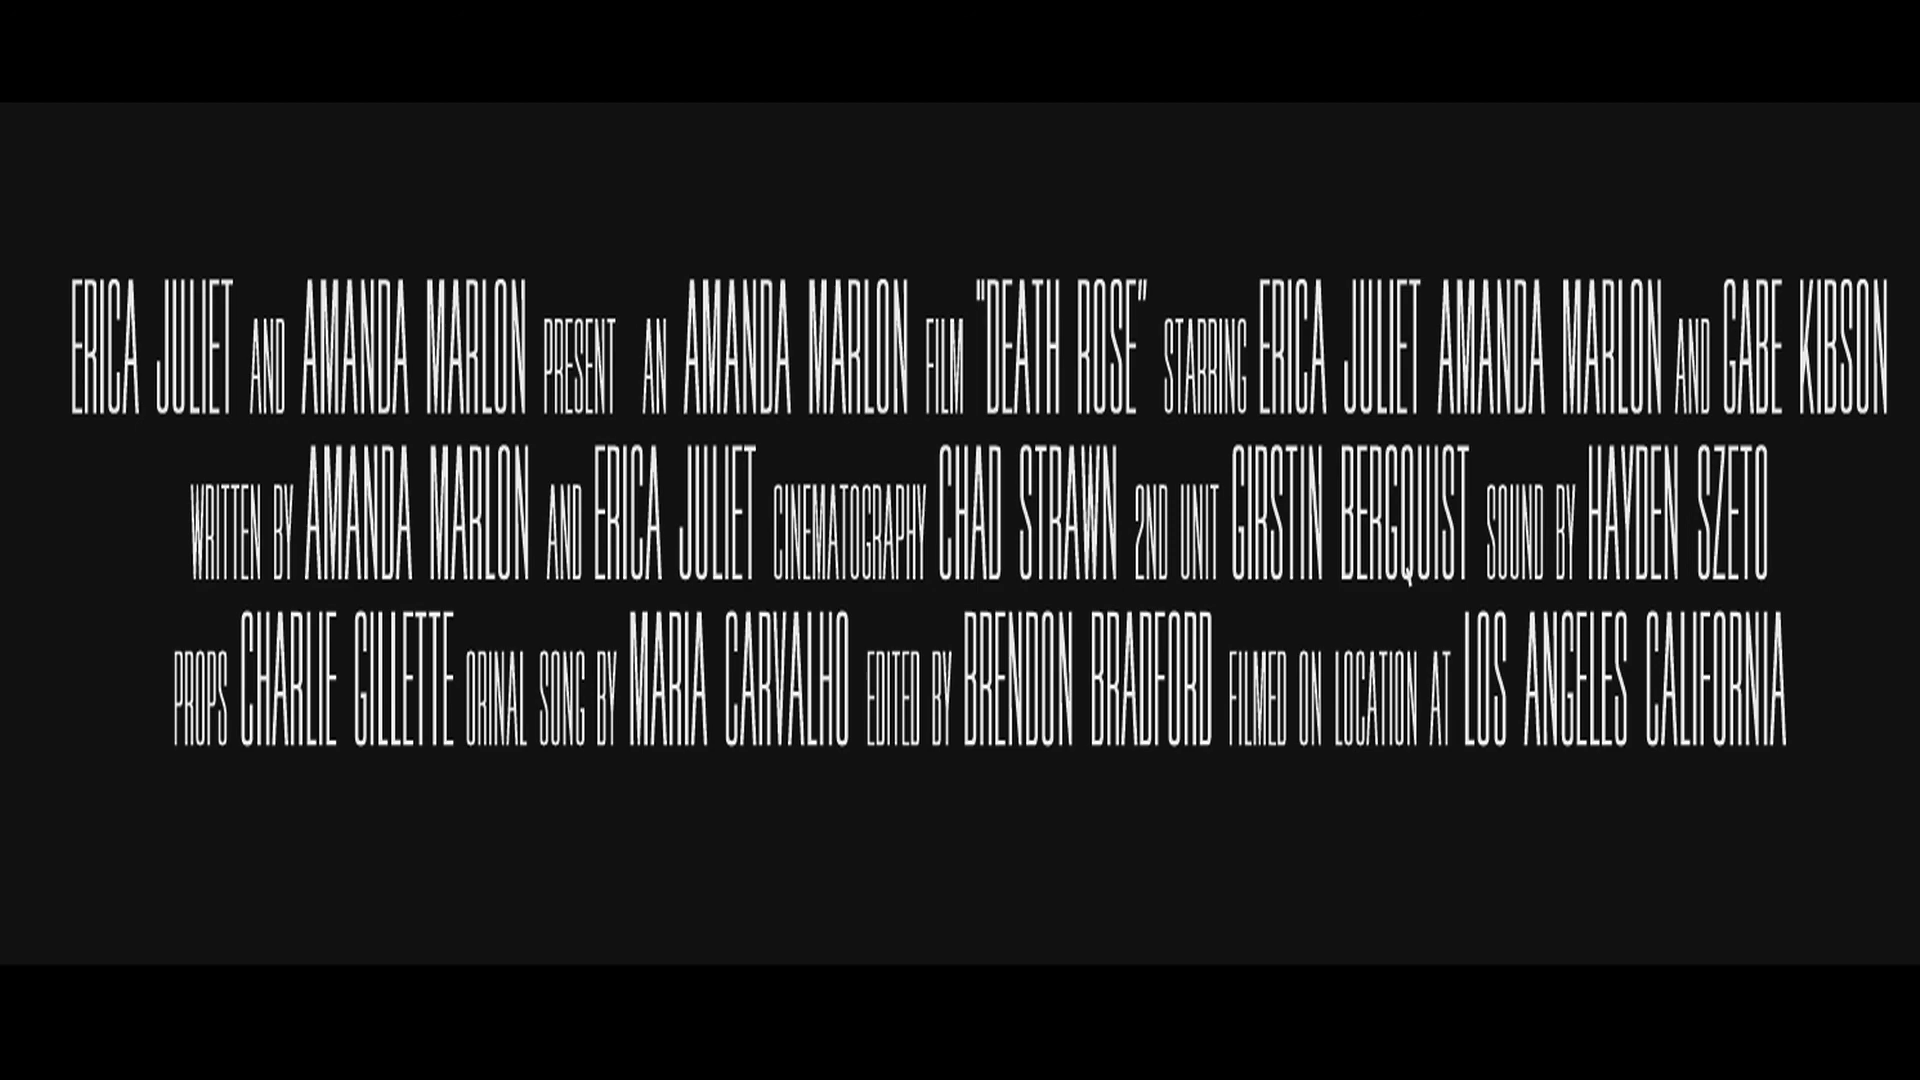 ERICA JULIET AND AMANDA MARLON PRESENT AN AMANDA MARLON FILM "DEATH ROSE" STARRING ERICA JULIET AMANDA MARLON AND GABE KIBSON
WRITTEN BY AMANDA MARLON AND ERICA JULIET CINEMATOGRAPHY CHAD STRAWN 2ND UNIT GIRSTIN BERGQUIST SOUND BY HAYDEN SZETO
PROPS CHARLIE GILLETTE ORINAL SONG BY MARIA CARVALHO EDITED BY BRENDON BRADFORD FILMED ON LOCATION AT LOS ANGELES CALIFORNIA